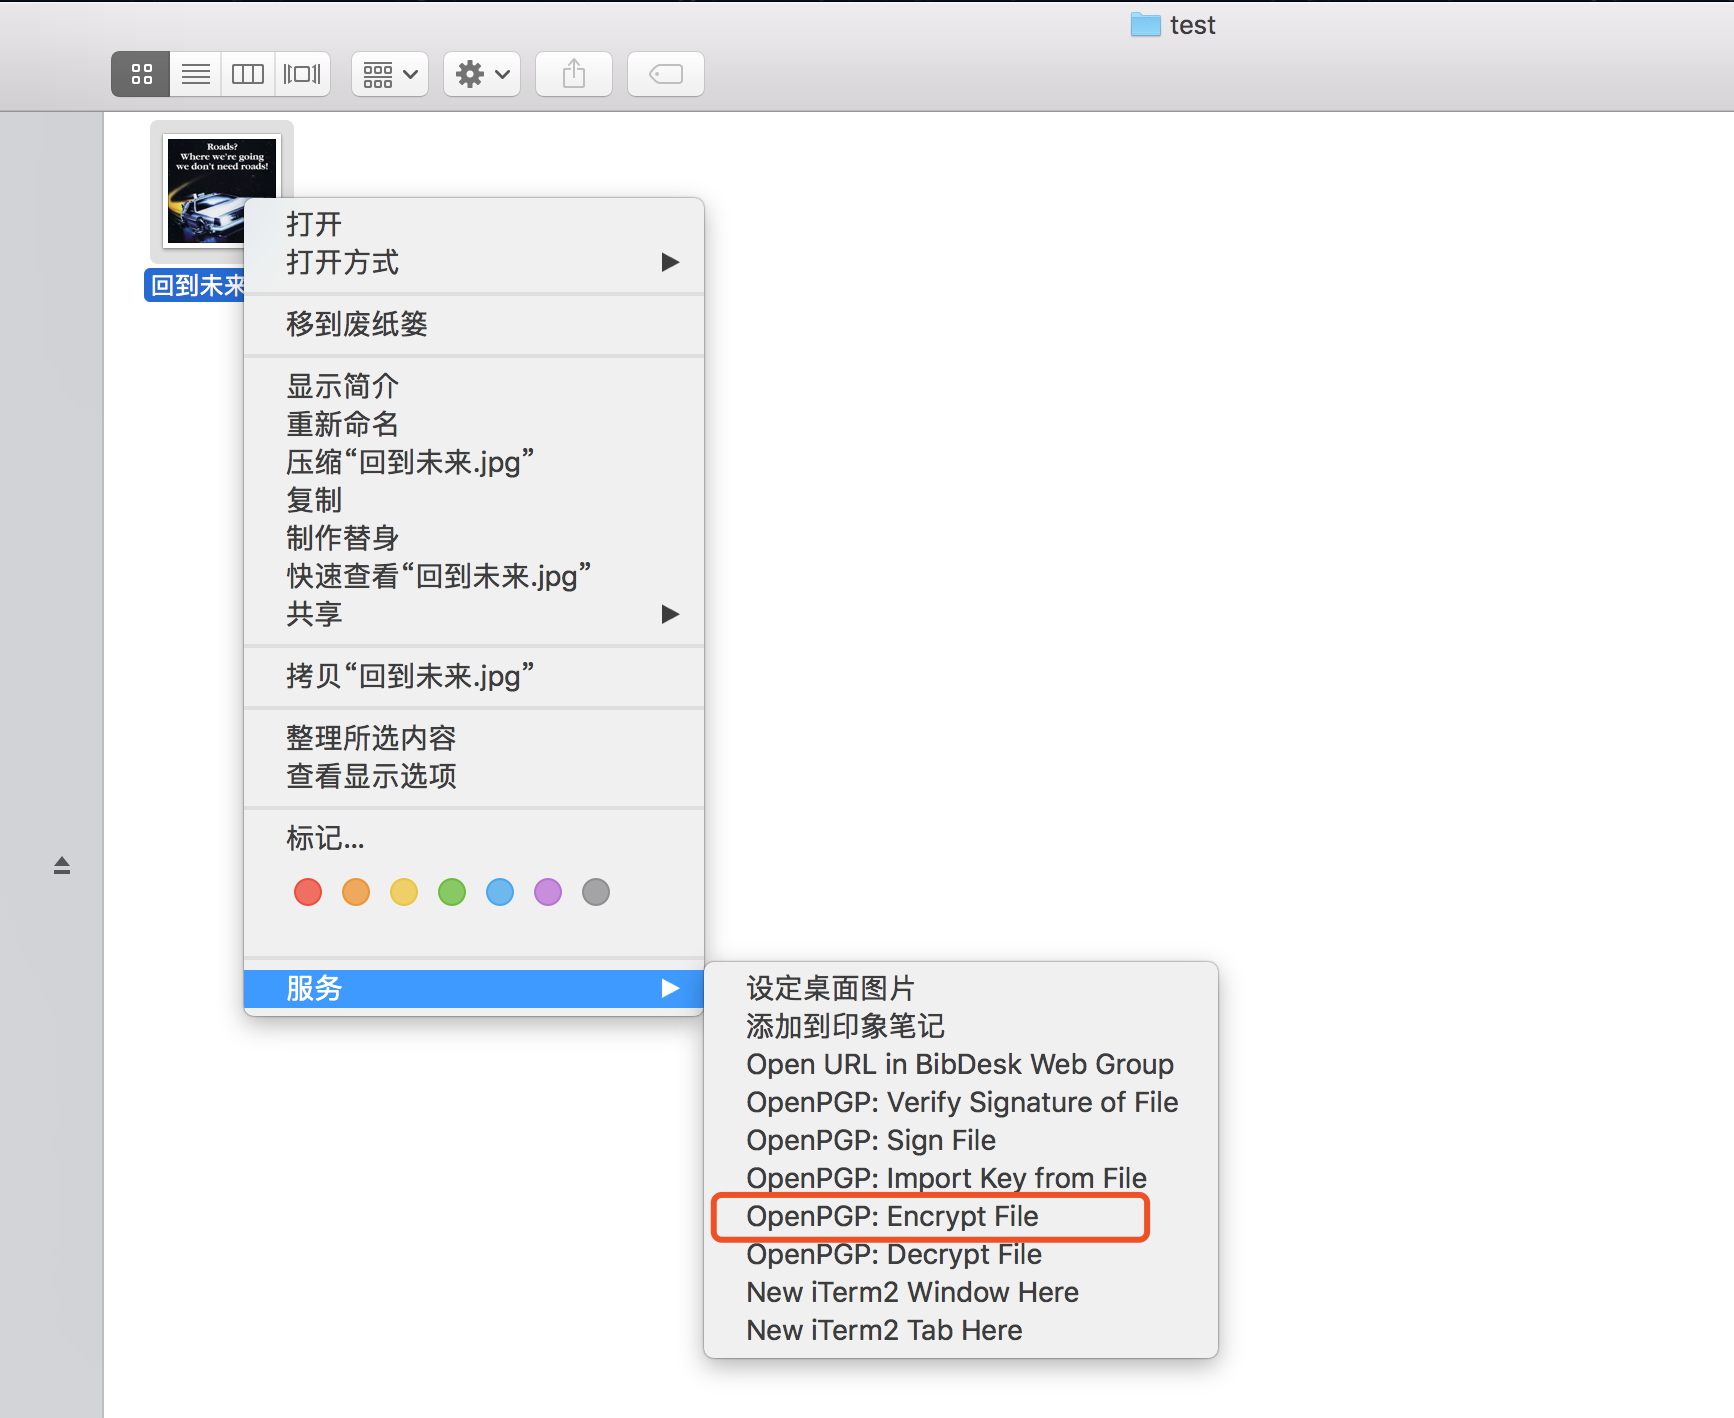 test
Roads?
Where we're going
we don't need roads!
回到未来
打开
打开方式
移到废纸篓
显示简介
重新命名
压缩“回到未来.jpg”
复制
制作替身
快速查看“回到未来.jpg”
共享
拷贝“回到未来.jpg”
整理所选内容
查看显示选项
标记...
服务
设定桌面图片
添加到印象笔记
Open URL in BibDesk Web Group
OpenPGP: Verify Signature of File
OpenPGP: Sign File
OpenPGP: Import Key from File
OpenPGP: Encrypt File
OpenPGP: Decrypt File
New iTerm2 Window Here
New iTerm2 Tab Here